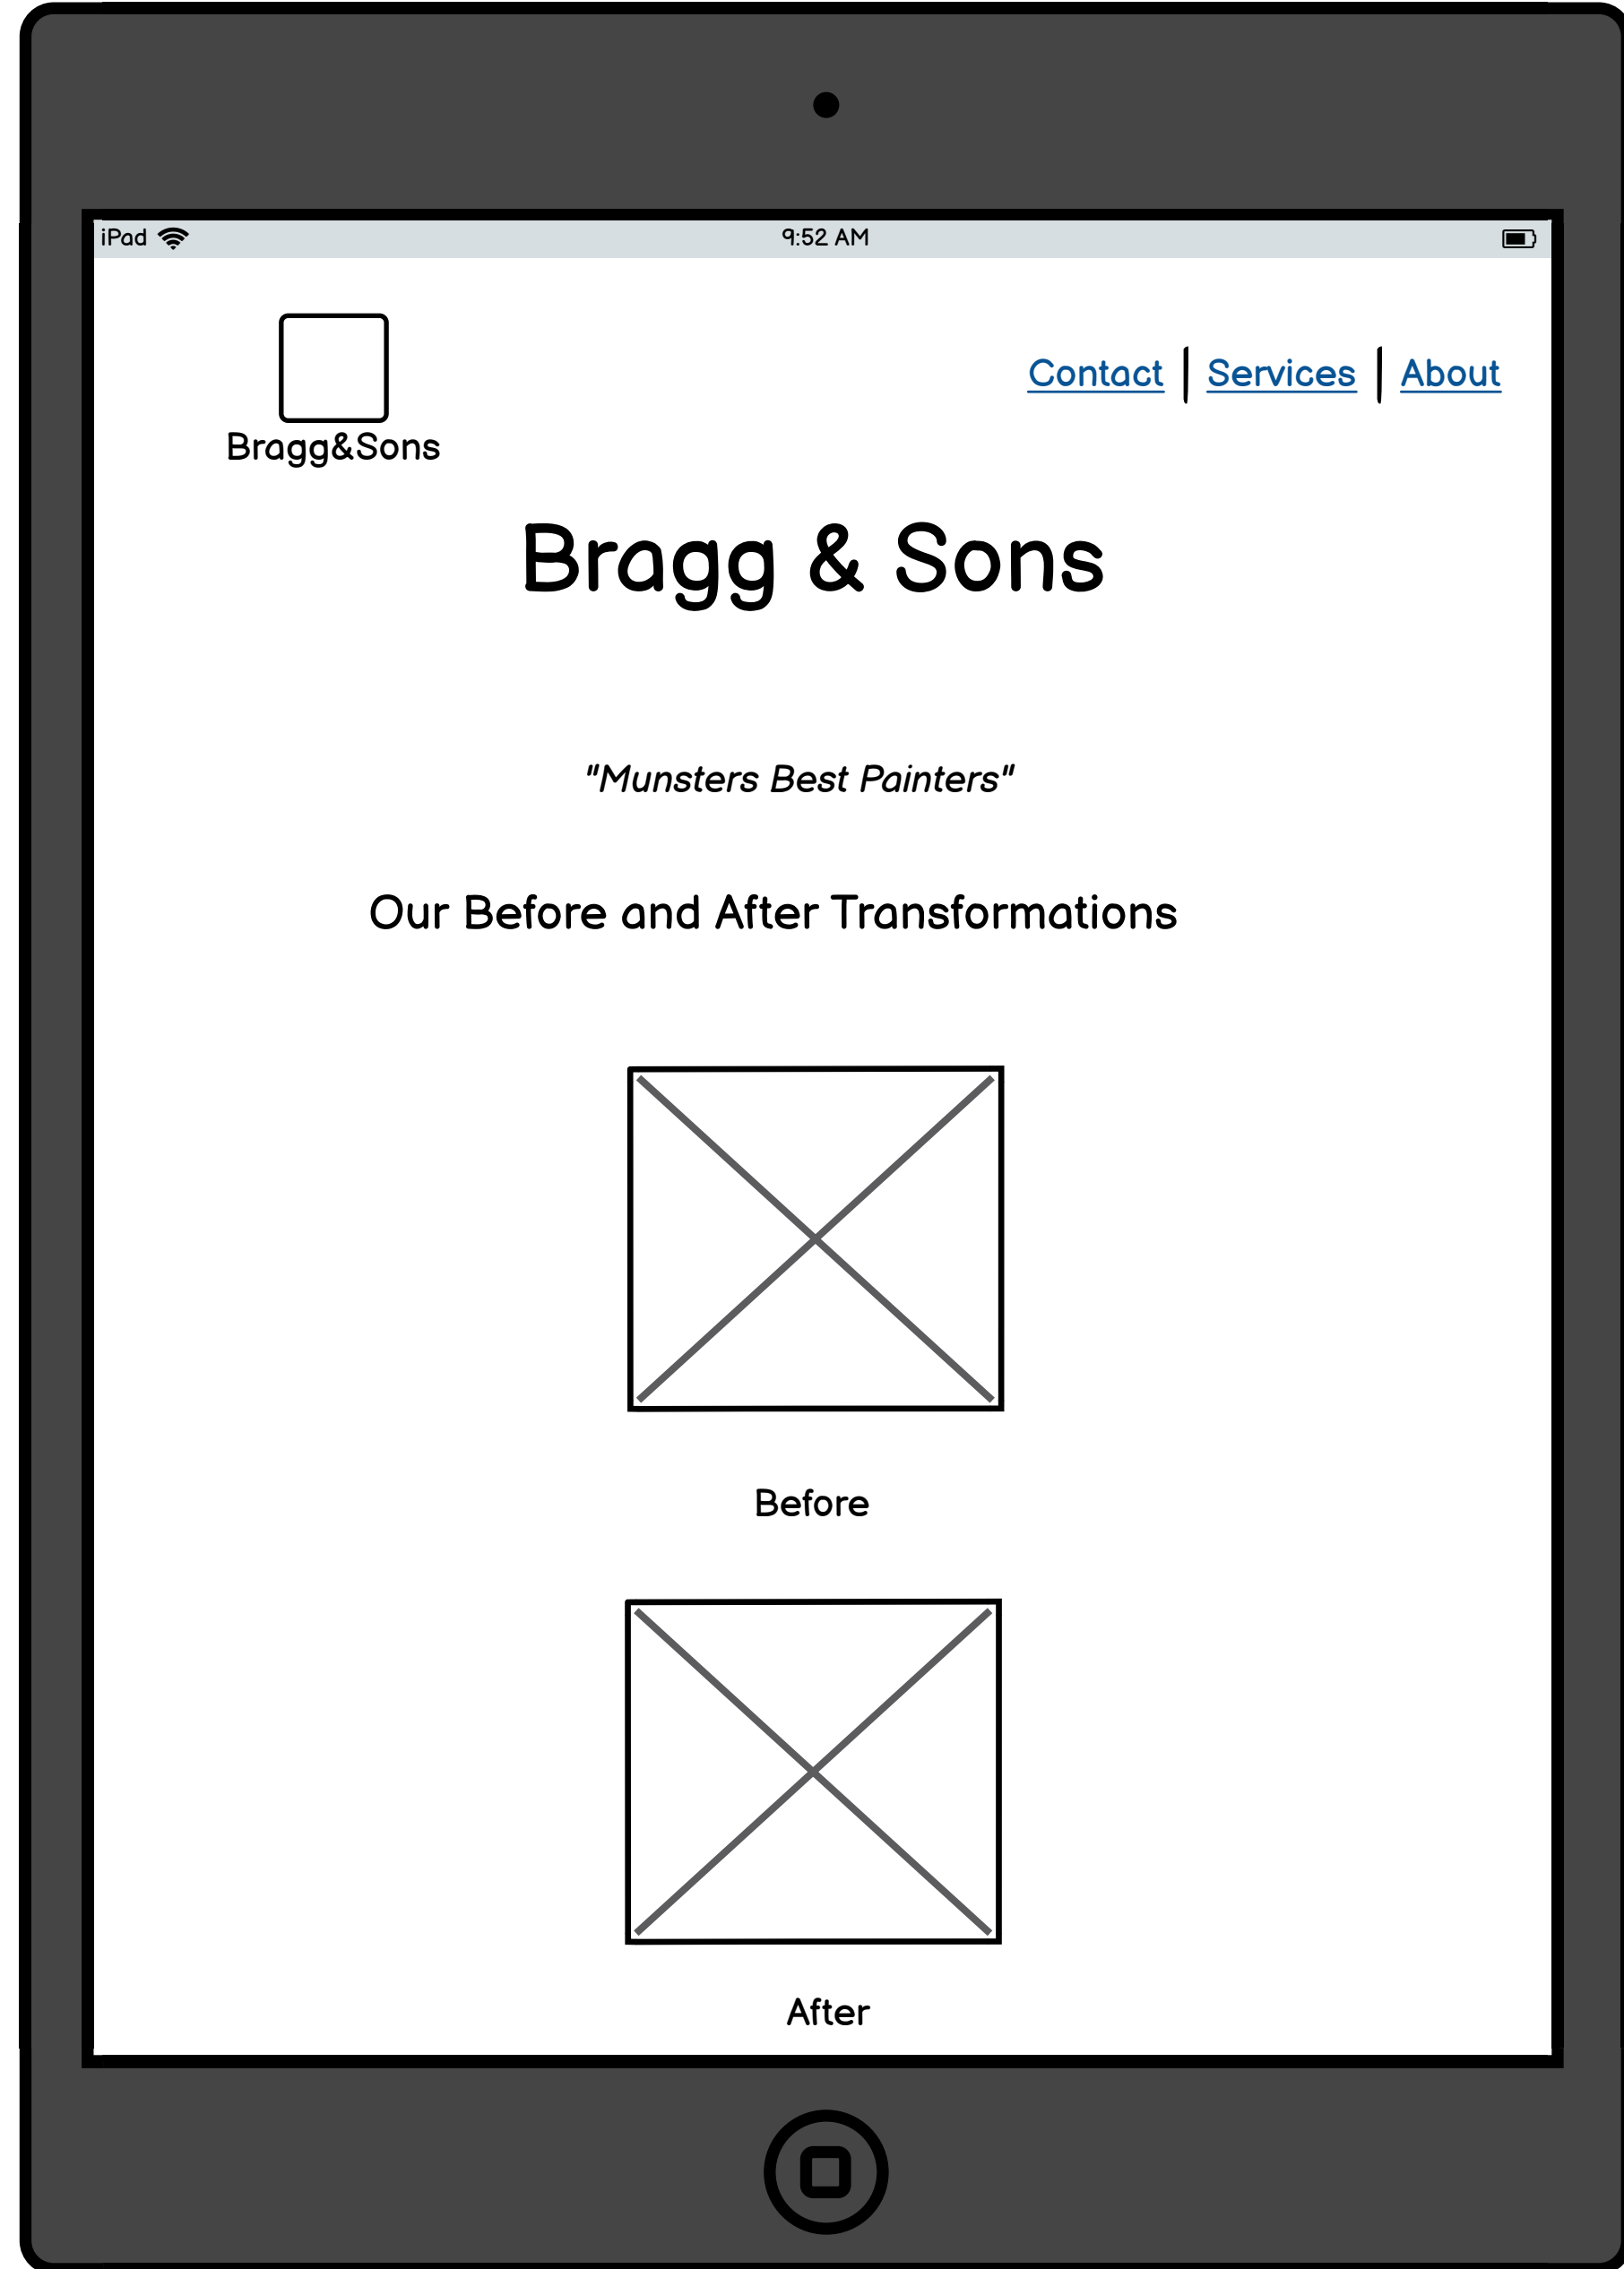 iPad 9:52 AM
Contact Services About
Bragg&Sons
Bragg & Sons
"Munsters Best Painters"
Our Before and After Transformations
Before
After